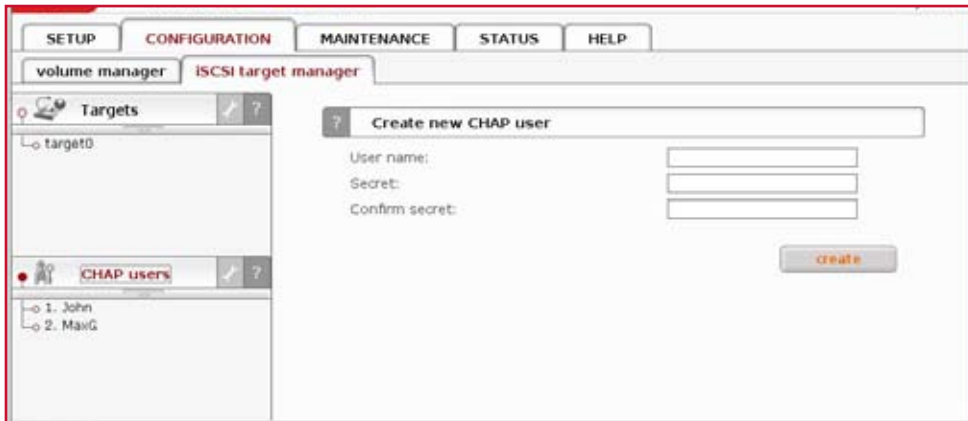 SETUP CONFIGURATION MAINTENANCE STATUS HELP
volume manager iSCSI target manager
Targets ?
target0
CHAP users ?
1. John
2. MaxG
? Create new CHAP user
User name:
Secret:
Confirm secret:
create